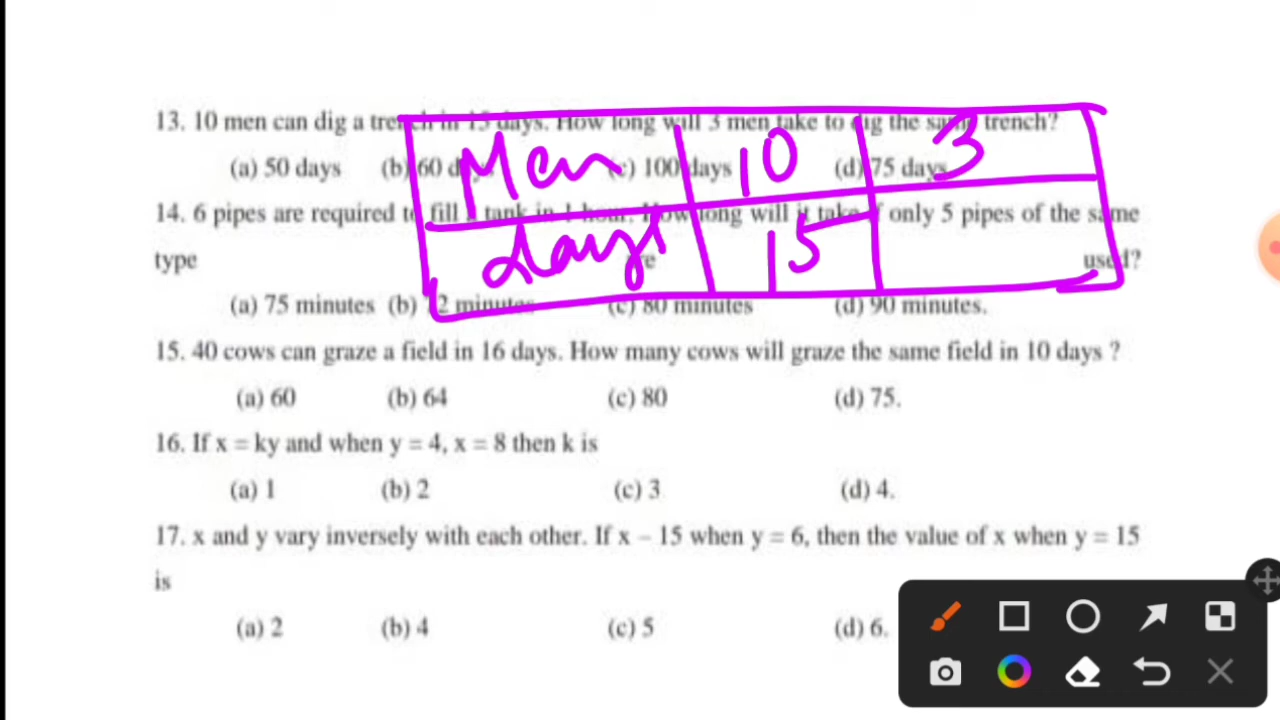 13. 10 men can dig a trench in 15 days. How long will 3 men take to dig the same trench?
(a) 50 days (b) 60 d (c) 100 days (d) 75 days
Men 10 3
14. 6 pipes are required to fill a tank in 1 hour. How long will it take if only 5 pipes of the same
days 15
type re used?
(a) 75 minutes (b) 72 minutes (c) 80 minutes (d) 90 minutes.
15. 40 cows can graze a field in 16 days. How many cows will graze the same field in 10 days ?
(a) 60 (b) 64 (c) 80 (d) 75.
16. If x = ky and when y = 4, x = 8 then k is
(a) 1 (b) 2 (c) 3 (d) 4.
17. x and y vary inversely with each other. If x – 15 when y = 6, then the value of x when y = 15
is
(a) 2 (b) 4 (c) 5 (d) 6.